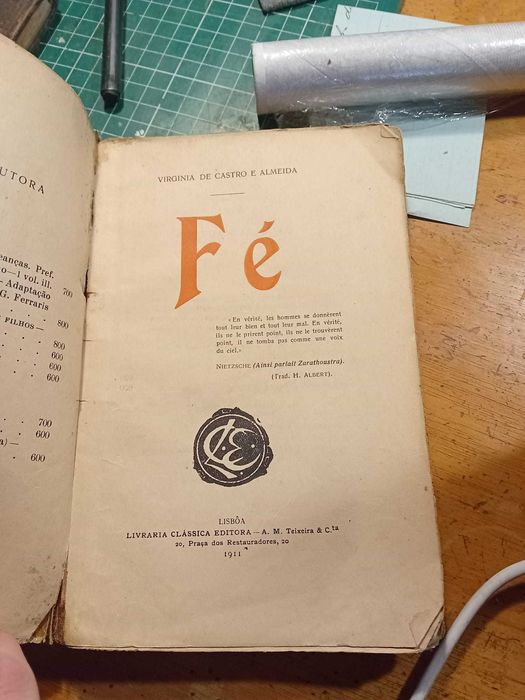 UTORA
eanças. Pref.
o—1 vol. ill. 700
— Adaptação
G. Ferraris
. . . 800
FILHOS —
. . . 800
. . . 600
. . . 600
. . . 600
. . . 700
. . . 600
a) —
. . . 600
VIRGINIA DE CASTRO E ALMEIDA
Fé
«En vérité, les hommes se donnèrent
tout leur bien et tout leur mal. En vérité,
ils ne le prirent point, ils ne le trouvèrent
point, il ne tomba pas comme une voix
du ciel.»
NIETZSCHE (Ainsi parlait Zarathoustra).
(Trad. H. ALBERT).
LCE
LISBÔA
LIVRARIA CLÁSSICA EDITORA — A. M. Teixeira & C.ta
20, Praça dos Restauradores, 20
1911